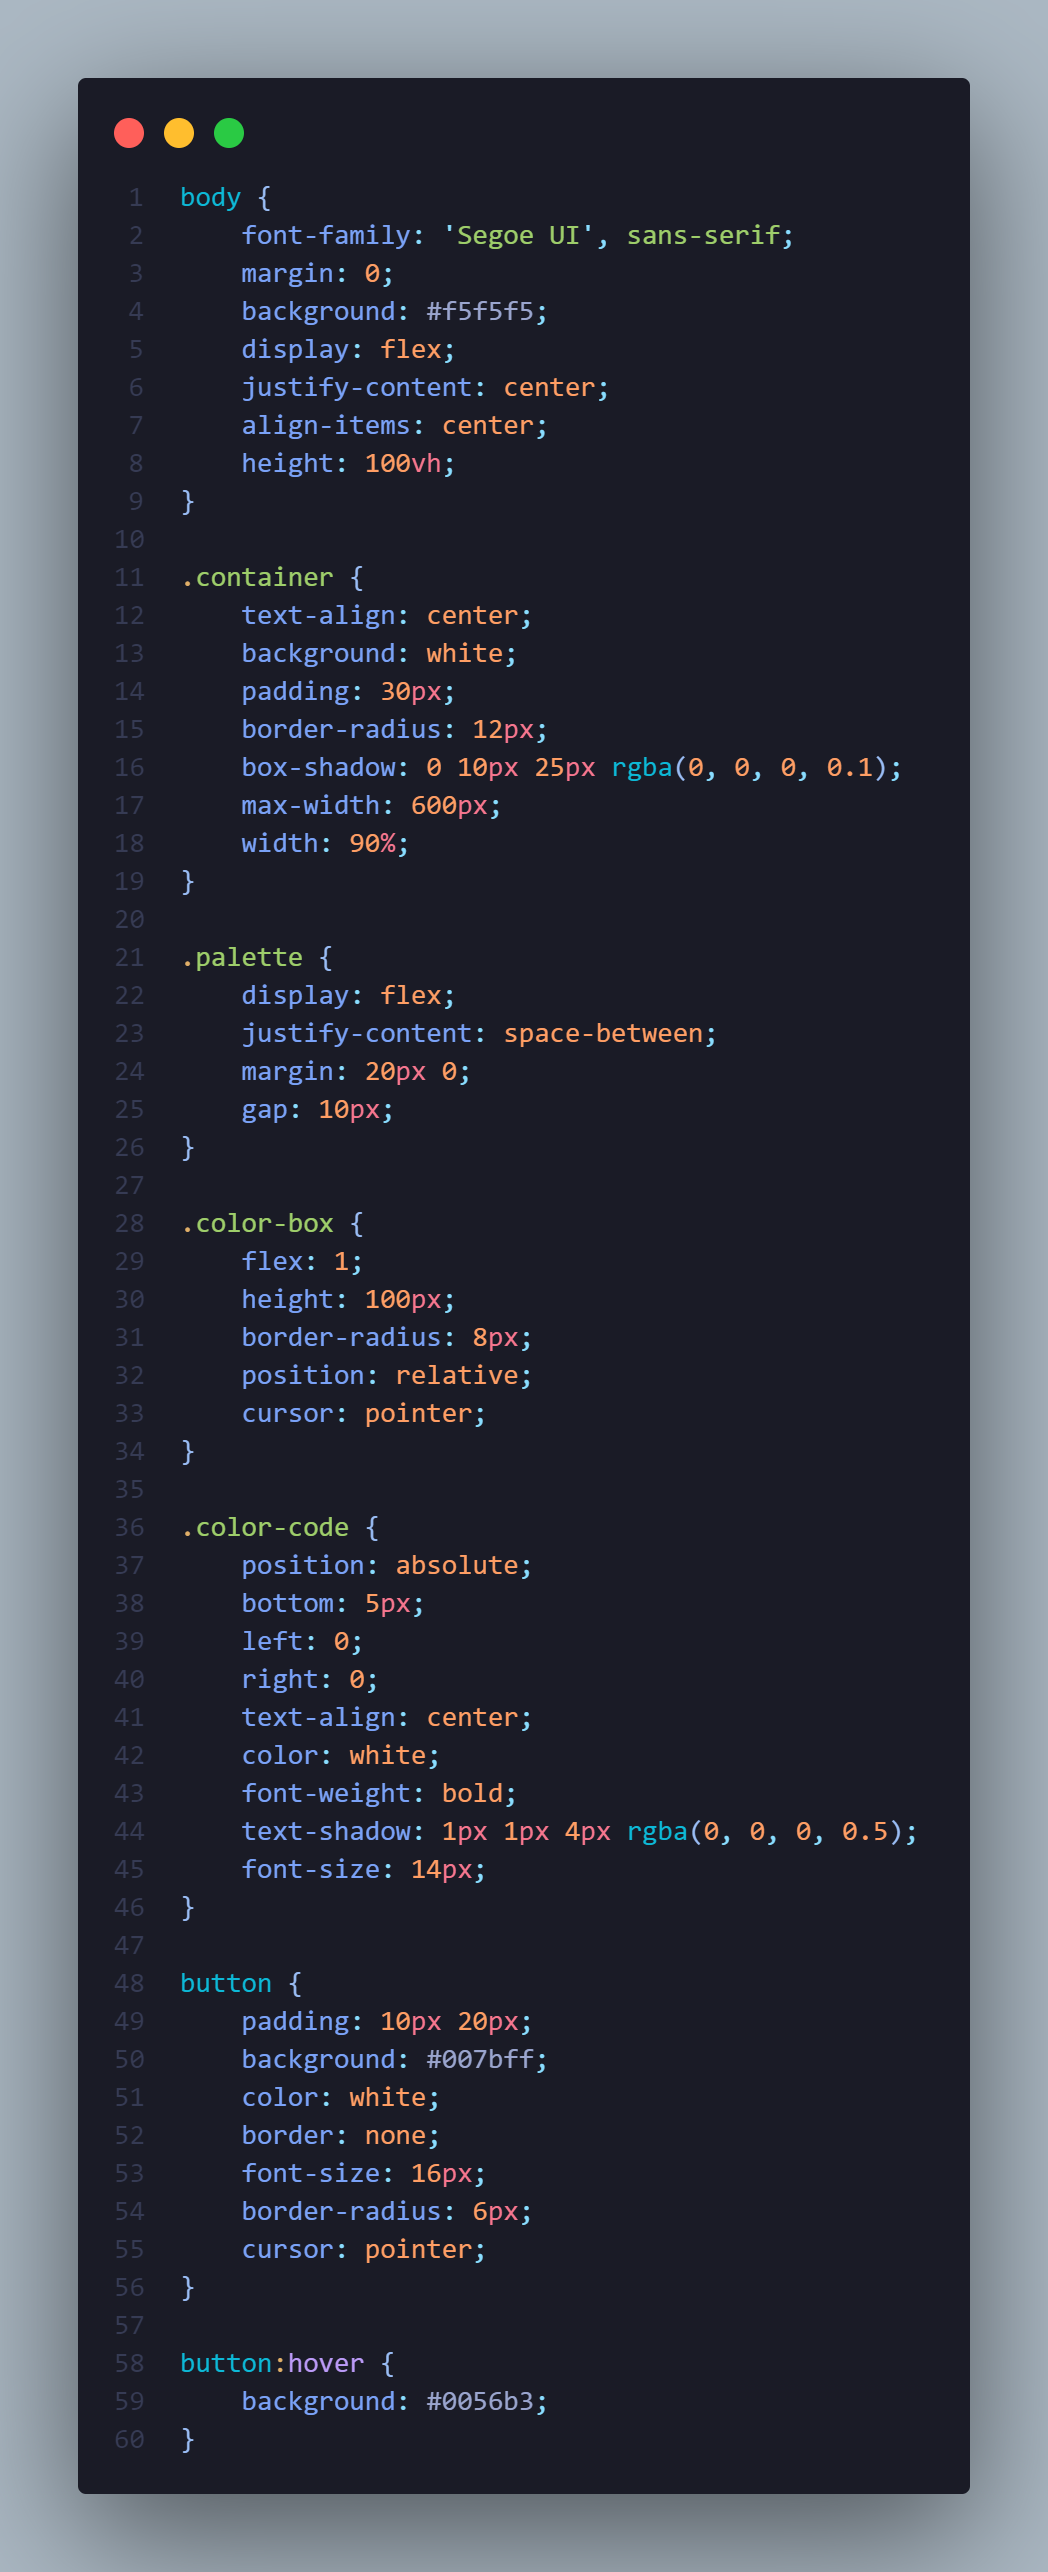 1 body {
2     font-family: 'Segoe UI', sans-serif;
3     margin: 0;
4     background: #f5f5f5;
5     display: flex;
6     justify-content: center;
7     align-items: center;
8     height: 100vh;
9 }
10
11 .container {
12     text-align: center;
13     background: white;
14     padding: 30px;
15     border-radius: 12px;
16     box-shadow: 0 10px 25px rgba(0, 0, 0, 0.1);
17     max-width: 600px;
18     width: 90%;
19 }
20
21 .palette {
22     display: flex;
23     justify-content: space-between;
24     margin: 20px 0;
25     gap: 10px;
26 }
27
28 .color-box {
29     flex: 1;
30     height: 100px;
31     border-radius: 8px;
32     position: relative;
33     cursor: pointer;
34 }
35
36 .color-code {
37     position: absolute;
38     bottom: 5px;
39     left: 0;
40     right: 0;
41     text-align: center;
42     color: white;
43     font-weight: bold;
44     text-shadow: 1px 1px 4px rgba(0, 0, 0, 0.5);
45     font-size: 14px;
46 }
47
48 button {
49     padding: 10px 20px;
50     background: #007bff;
51     color: white;
52     border: none;
53     font-size: 16px;
54     border-radius: 6px;
55     cursor: pointer;
56 }
57
58 button:hover {
59     background: #0056b3;
60 }